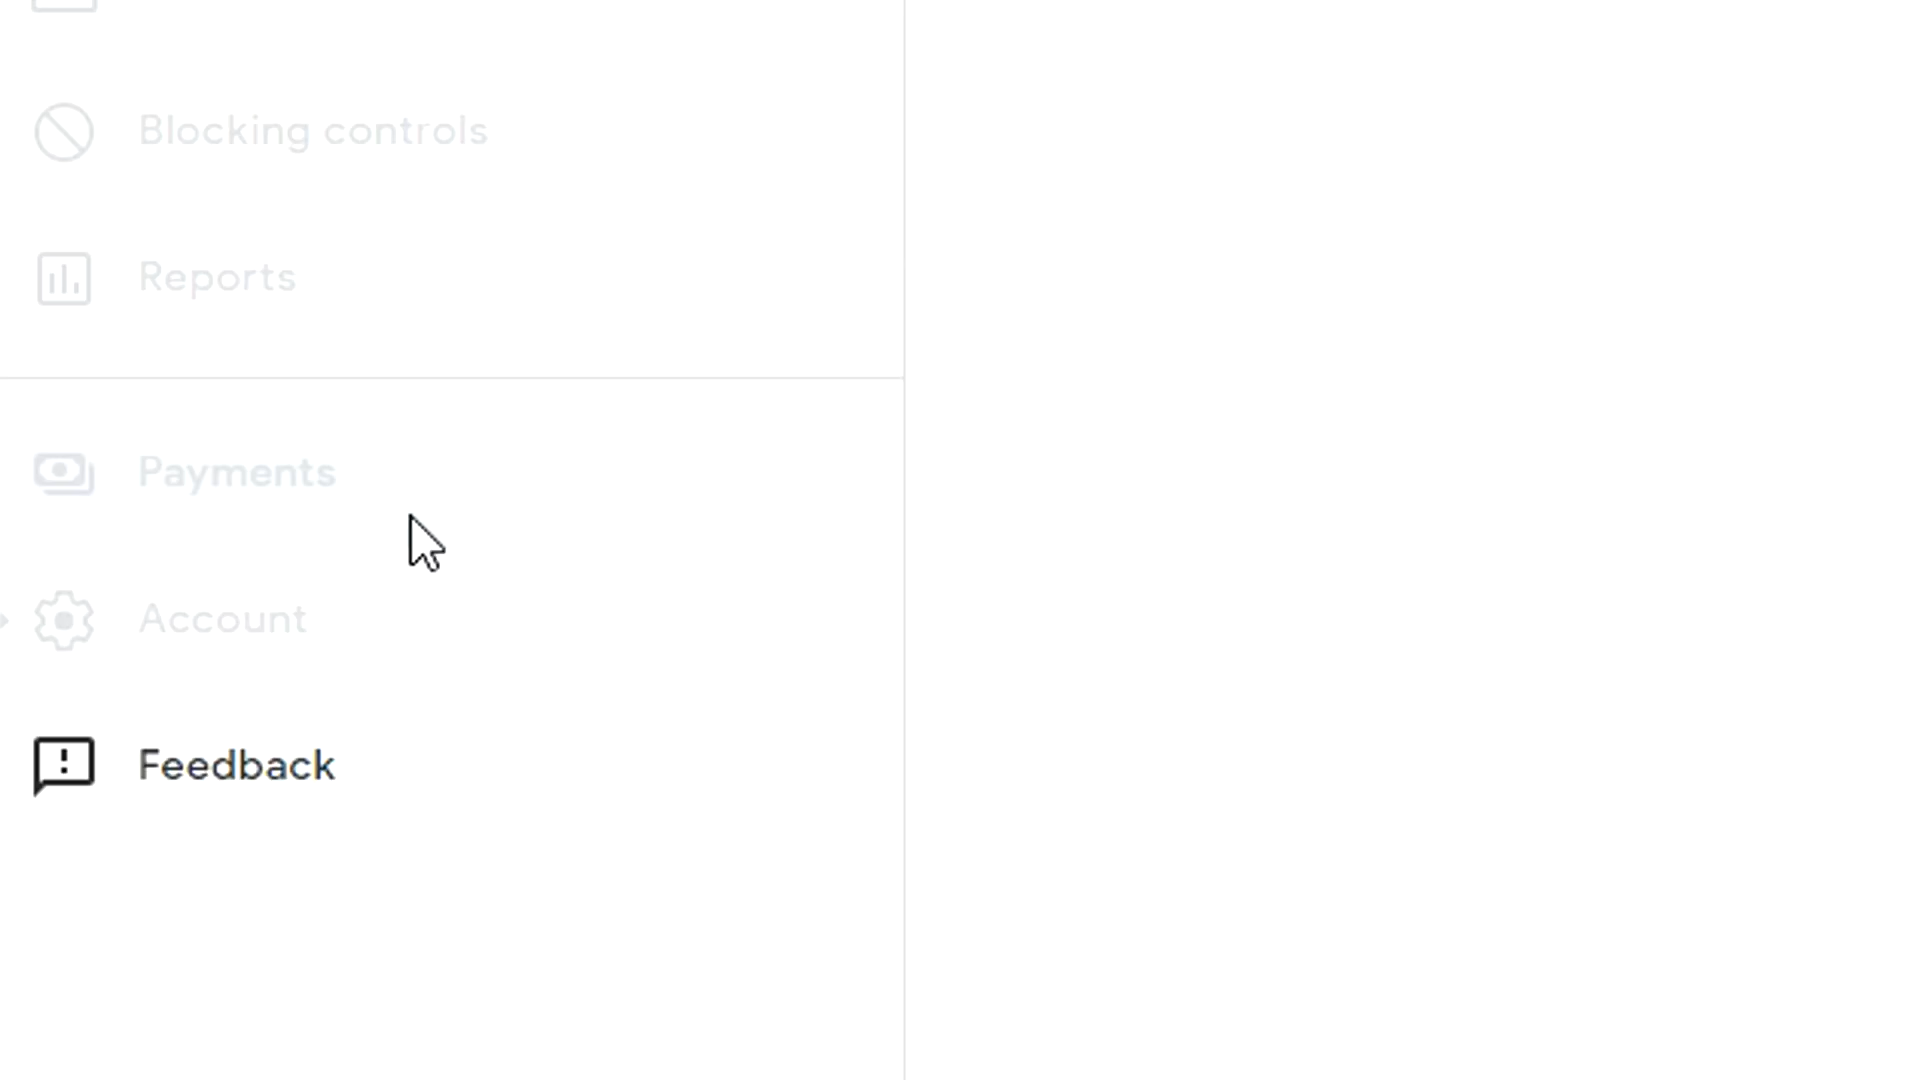 Blocking controls
Reports
Payments
Account
Feedback